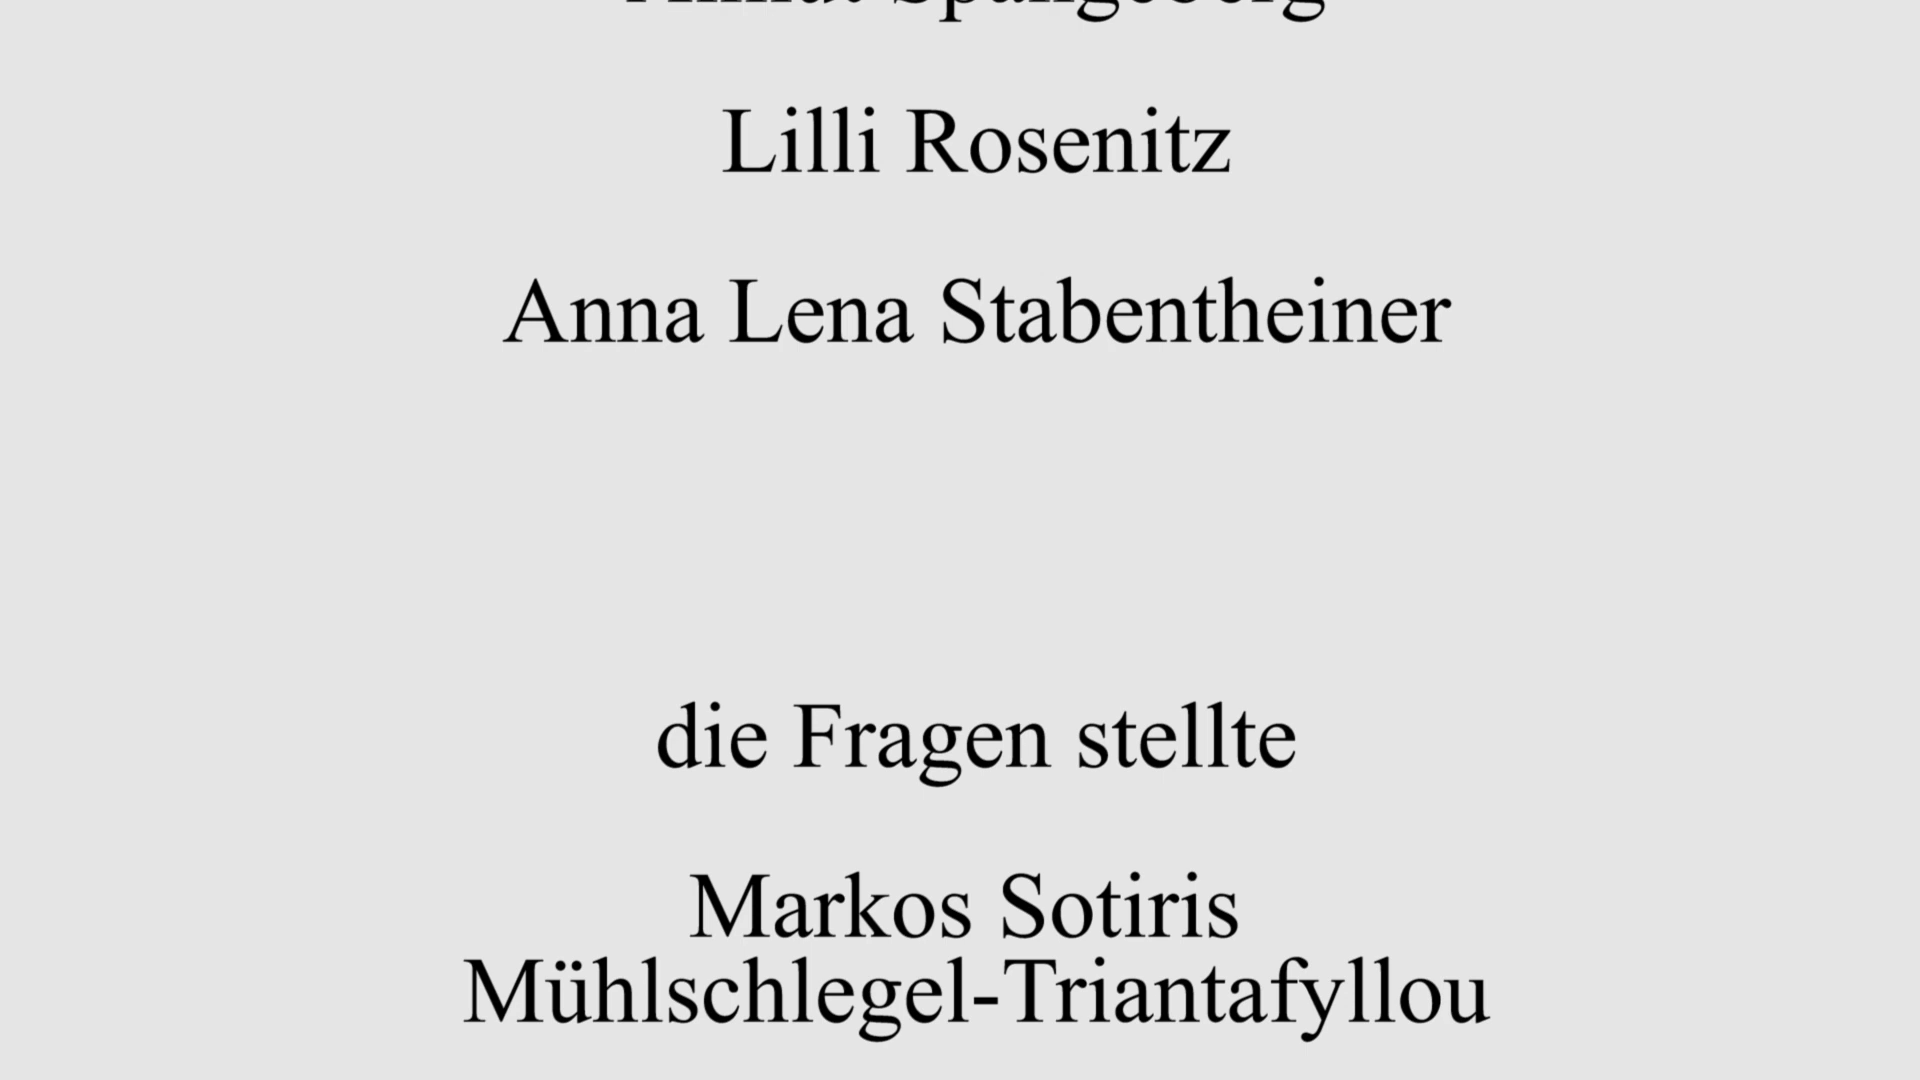 Lilli Rosenitz
Anna Lena Stabentheiner
die Fragen stellte
Markos Sotiris
Mühlschlegel-Triantafyllou